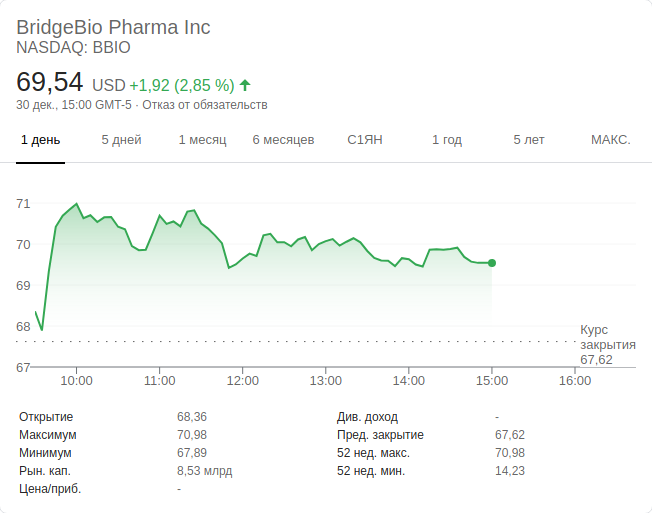 BridgeBio Pharma Inc
NASDAQ: BBIO
69,54 USD +1,92 (2,85 %)
30 дек., 15:00 GMT-5 · Отказ от обязательств
1 день 5 дней 1 месяц 6 месяцев С1ЯН 1 год 5 лет МАКС.
71
70
69
68
67
Курс
закрытия
67,62
10:00 11:00 12:00 13:00 14:00 15:00 16:00
Открытие 68,36 Див. доход -
Максимум 70,98 Пред. закрытие 67,62
Минимум 67,89 52 нед. макс. 70,98
Рын. кап. 8,53 млрд 52 нед. мин. 14,23
Цена/приб. -